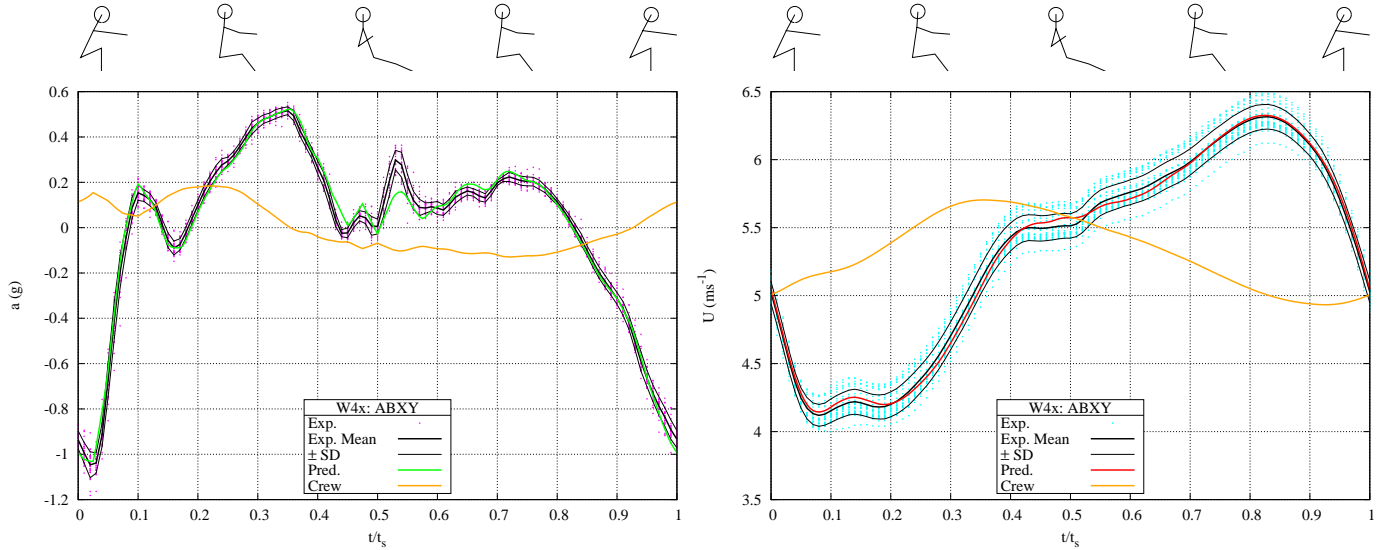 0.6
0.4
0.2
0
-0.2
-0.4
-0.6
-0.8
-1
-1.2
a (g)
0 0.1 0.2 0.3 0.4 0.5 0.6 0.7 0.8 0.9 1
t/ts
W4x: ABXY
Exp.
Exp. Mean
± SD
Pred.
Crew
6.5
6
5.5
5
4.5
4
3.5
U (ms-1)
0 0.1 0.2 0.3 0.4 0.5 0.6 0.7 0.8 0.9 1
t/ts
W4x: ABXY
Exp.
Exp. Mean
± SD
Pred.
Crew